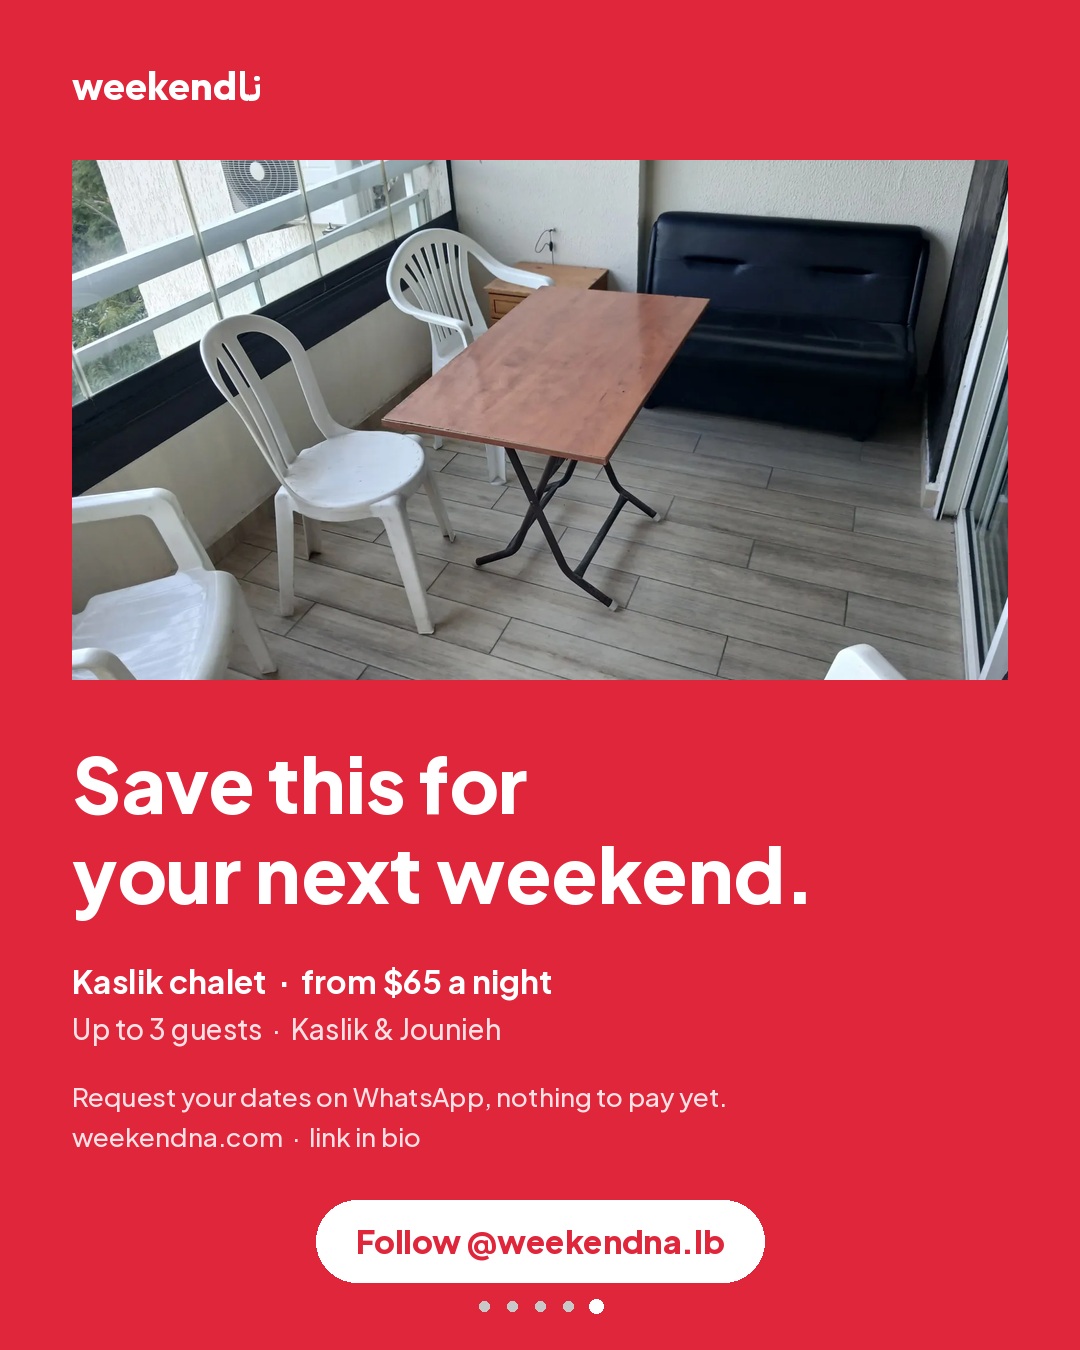 weekendنا
Save this for
your next weekend.
Kaslik chalet · from $65 a night
Up to 3 guests · Kaslik & Jounieh
Request your dates on WhatsApp, nothing to pay yet.
weekendna.com · link in bio
Follow @weekendna.lb